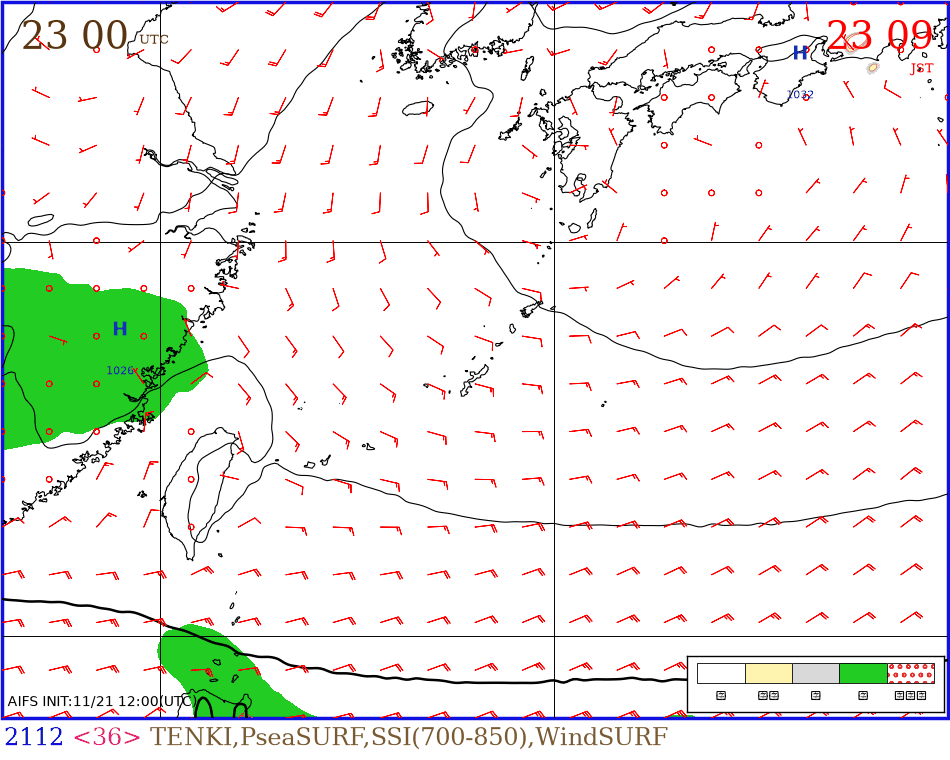 23 00 UTC
23 09
JST
H
1032
H
1026
AIFS INIT:11/21 12:00(UTC)
2112 <36> TENKI,PseaSURF,SSI(700-850),WindSURF